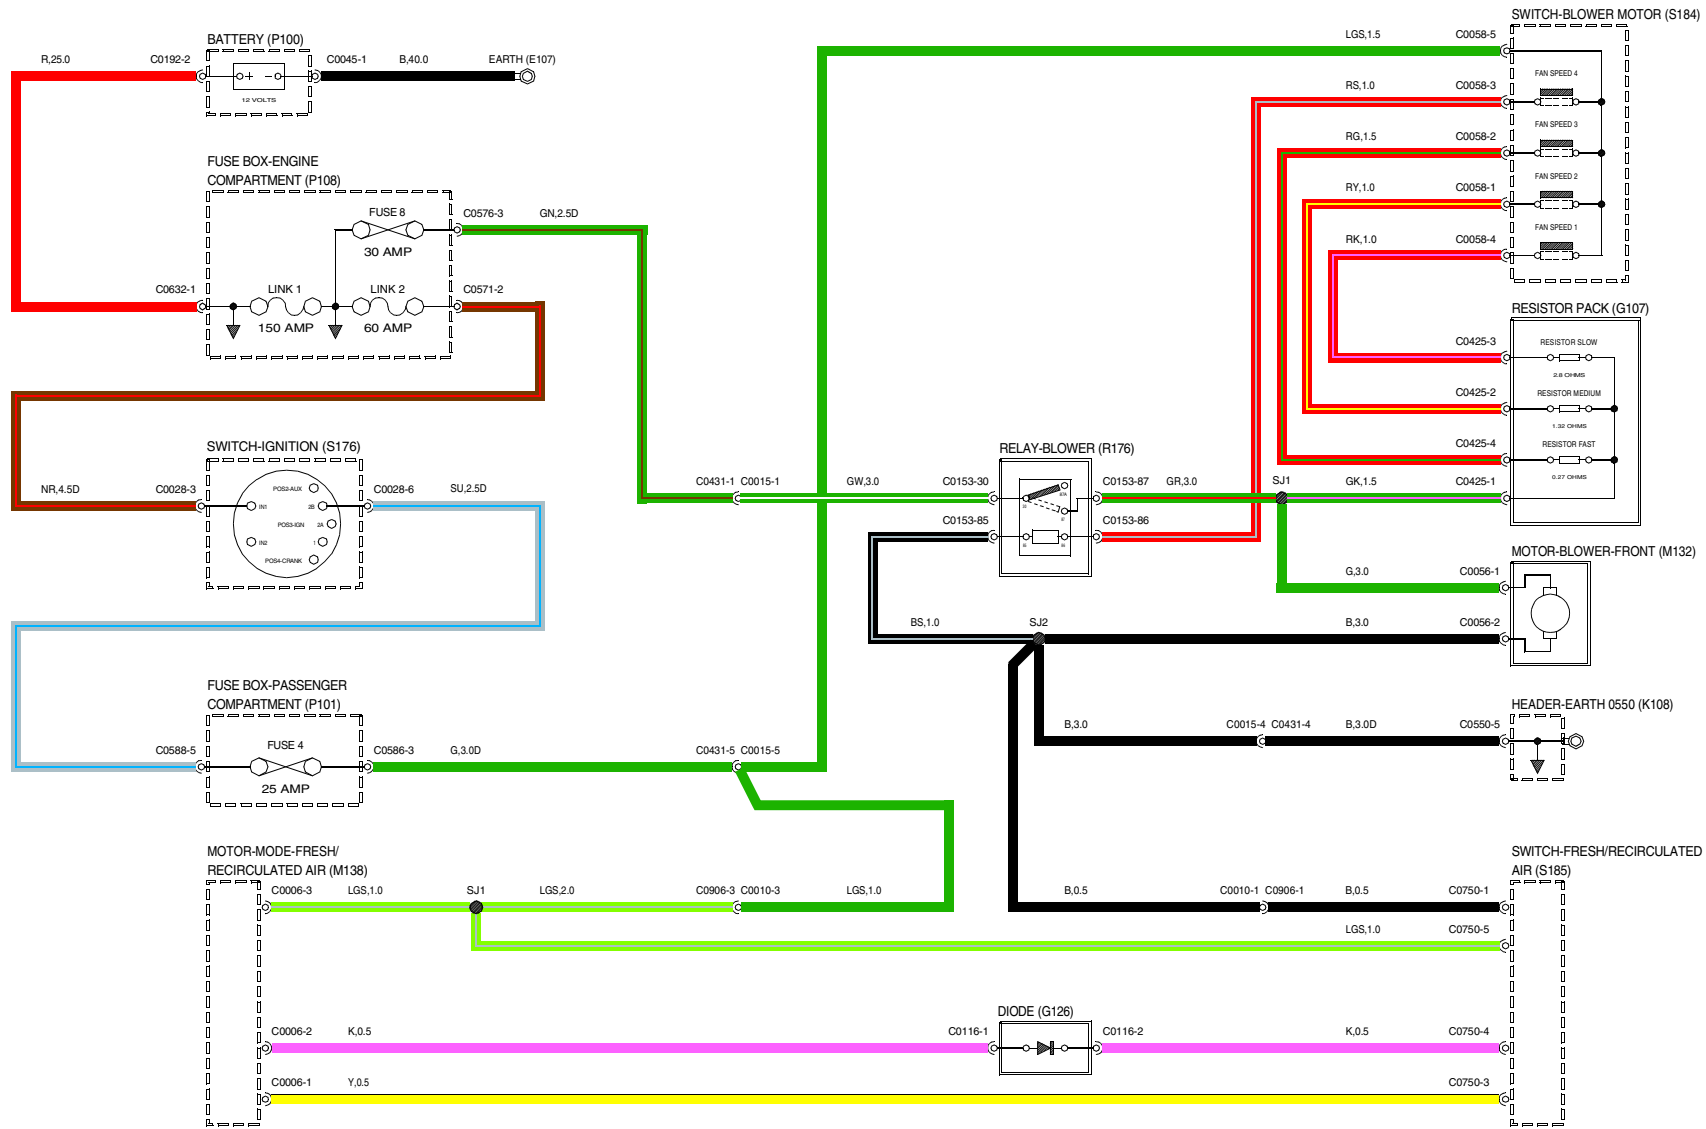 SWITCH-BLOWER MOTOR (S184)
LGS,1.5
C0058-5
BATTERY (P100)
R,25.0
C0192-2
C0045-1
B,40.0
EARTH (E107)
+ -
12 VOLTS
FAN SPEED 4
RS,1.0
C0058-3
FAN SPEED 3
RG,1.5
C0058-2
FAN SPEED 2
RY,1.0
C0058-1
FAN SPEED 1
RK,1.0
C0058-4
FUSE BOX-ENGINE
COMPARTMENT (P108)
FUSE 8
30 AMP
C0576-3
GN,2.5D
C0632-1
LINK 1
150 AMP
LINK 2
60 AMP
C0571-2
RESISTOR PACK (G107)
C0425-3
RESISTOR SLOW
2.8 OHMS
C0425-2
RESISTOR MEDIUM
1.32 OHMS
C0425-4
RESISTOR FAST
0.27 OHMS
SWITCH-IGNITION (S176)
NR,4.5D
C0028-3
POS2-AUX
IN1
2B
POS3-IGN
2A
IN2
1
POS4-CRANK
C0028-6
SU,2.5D
RELAY-BLOWER (R176)
C0431-1
C0015-1
GW,3.0
C0153-30
C0153-87
GR,3.0
SJ1
GK,1.5
C0425-1
87A
C0153-85
C0153-86
MOTOR-BLOWER-FRONT (M132)
G,3.0
C0056-1
BS,1.0
SJ2
B,3.0
C0056-2
FUSE BOX-PASSENGER
COMPARTMENT (P101)
C0588-5
FUSE 4
25 AMP
C0586-3
G,3.0D
C0431-5
C0015-5
HEADER-EARTH 0550 (K108)
B,3.0
C0015-4
C0431-4
B,3.0D
C0550-5
MOTOR-MODE-FRESH/
RECIRCULATED AIR (M138)
C0006-3
LGS,1.0
SJ1
LGS,2.0
C0906-3
C0010-3
LGS,1.0
SWITCH-FRESH/RECIRCULATED
AIR (S185)
B,0.5
C0010-1
C0906-1
B,0.5
C0750-1
LGS,1.0
C0750-5
DIODE (G126)
C0006-2
K,0.5
C0116-1
C0116-2
K,0.5
C0750-4
C0006-1
Y,0.5
C0750-3